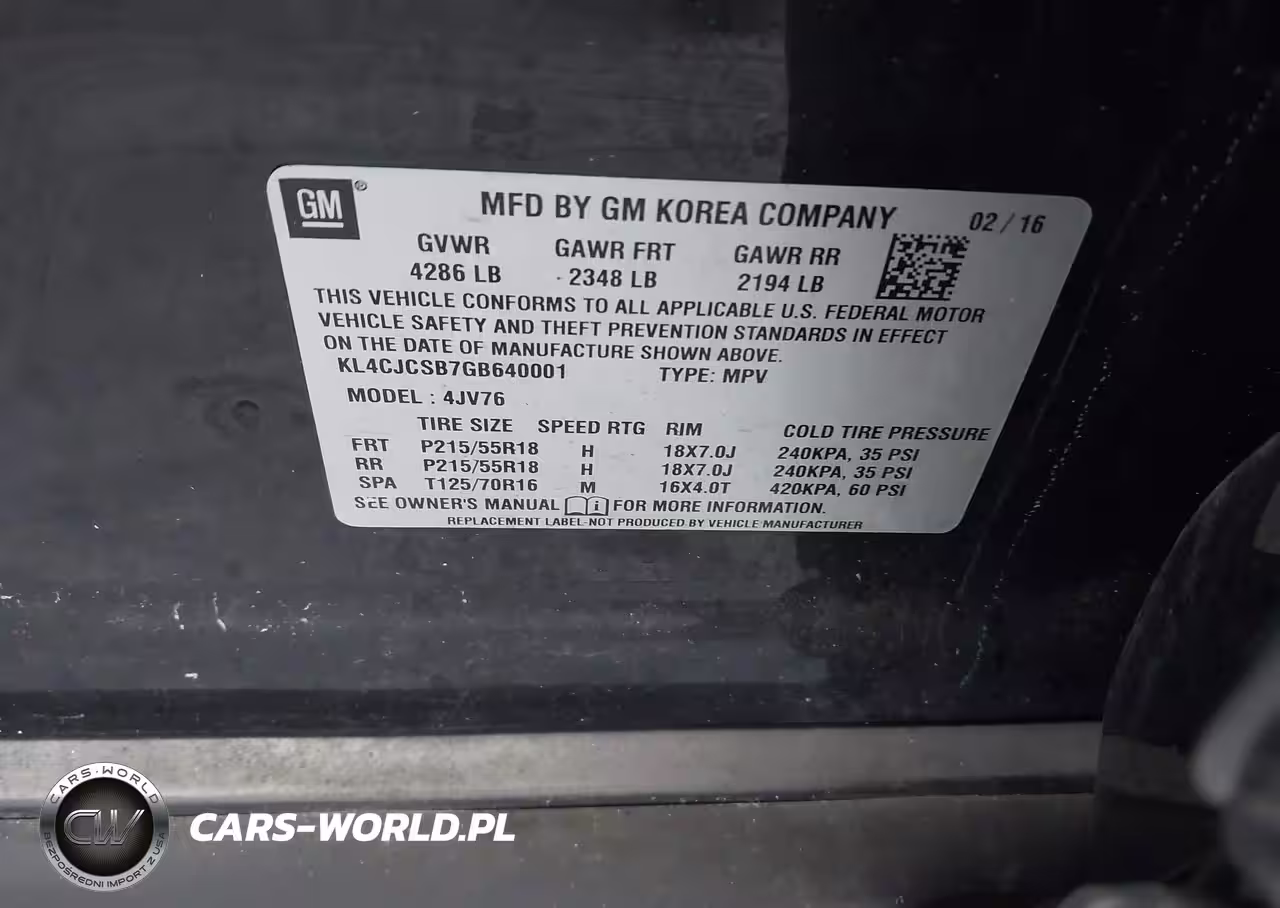 GM ®
MFD BY GM KOREA COMPANY 02 / 16
GVWR GAWR FRT GAWR RR
4286 LB 2348 LB 2194 LB
THIS VEHICLE CONFORMS TO ALL APPLICABLE U.S. FEDERAL MOTOR
VEHICLE SAFETY AND THEFT PREVENTION STANDARDS IN EFFECT
ON THE DATE OF MANUFACTURE SHOWN ABOVE.
KL4CJCSB7GB640001 TYPE: MPV
MODEL : 4JV76
TIRE SIZE SPEED RTG RIM COLD TIRE PRESSURE
FRT P215/55R18 H 18X7.0J 240KPA, 35 PSI
RR P215/55R18 H 18X7.0J 240KPA, 35 PSI
SPA T125/70R16 M 16X4.0T 420KPA, 60 PSI
SEE OWNER'S MANUAL i FOR MORE INFORMATION.
REPLACEMENT LABEL-NOT PRODUCED BY VEHICLE MANUFACTURER
CARS-WORLD
CW
BEZPOŚREDNI IMPORT Z USA
CARS-WORLD.PL